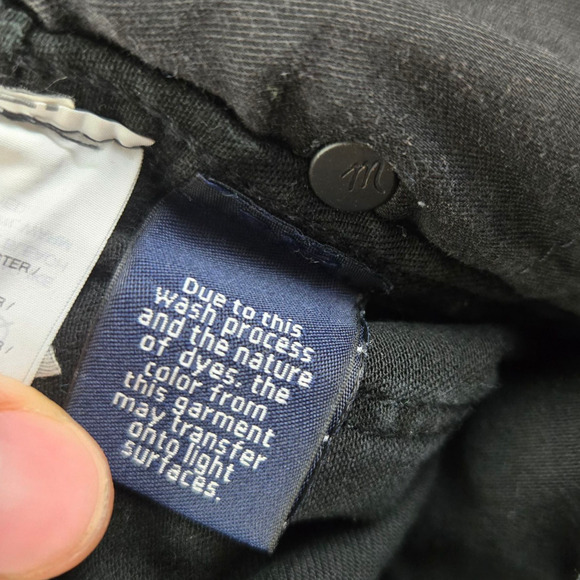 Due to this
wash process
and the nature
of dyes. the
color from
this garment
may transfer
onto light
surfaces.
m